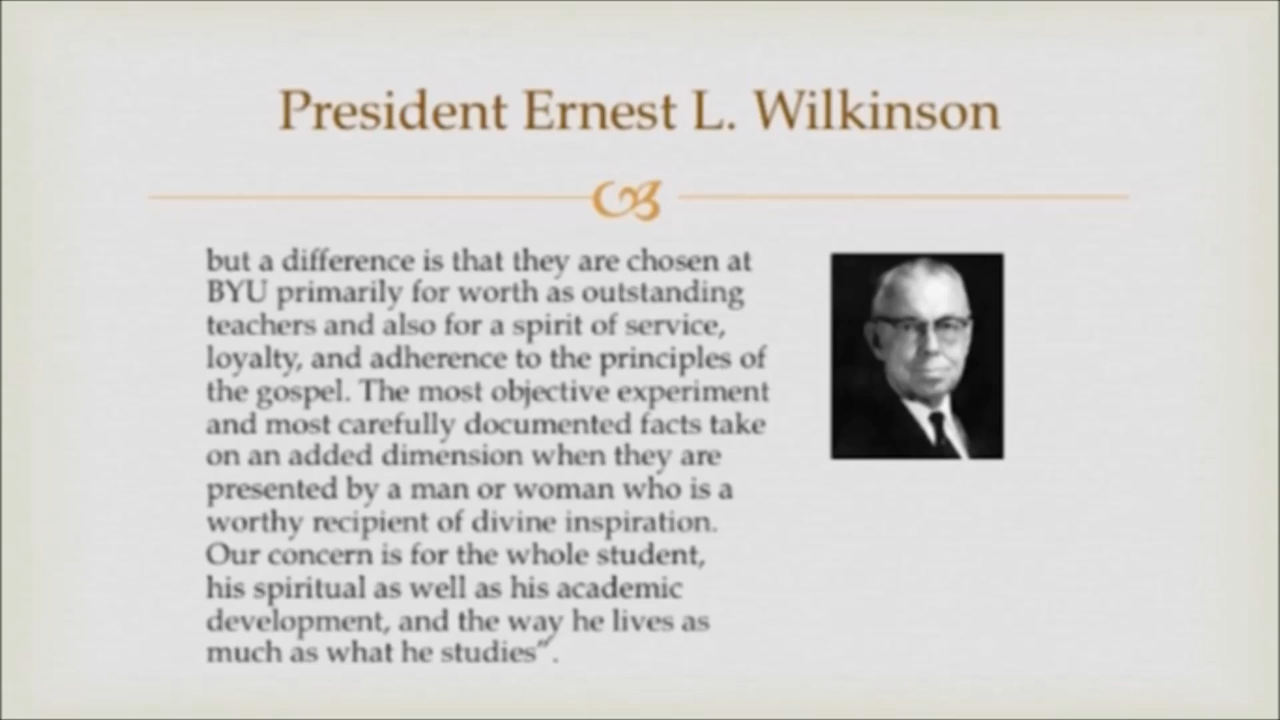 President Ernest L. Wilkinson
but a difference is that they are chosen at
BYU primarily for worth as outstanding
teachers and also for a spirit of service,
loyalty, and adherence to the principles of
the gospel. The most objective experiment
and most carefully documented facts take
on an added dimension when they are
presented by a man or woman who is a
worthy recipient of divine inspiration.
Our concern is for the whole student,
his spiritual as well as his academic
development, and the way he lives as
much as what he studies”.